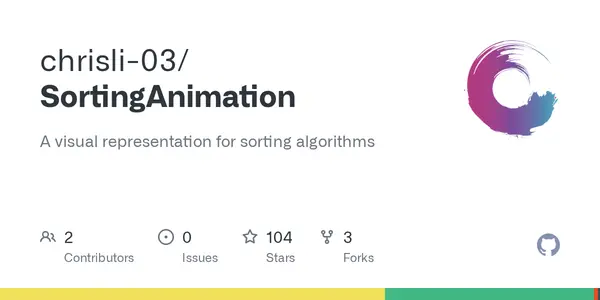 chrisli-03/
SortingAnimation
A visual representation for sorting algorithms
2 0 104 3
Contributors Issues Stars Forks